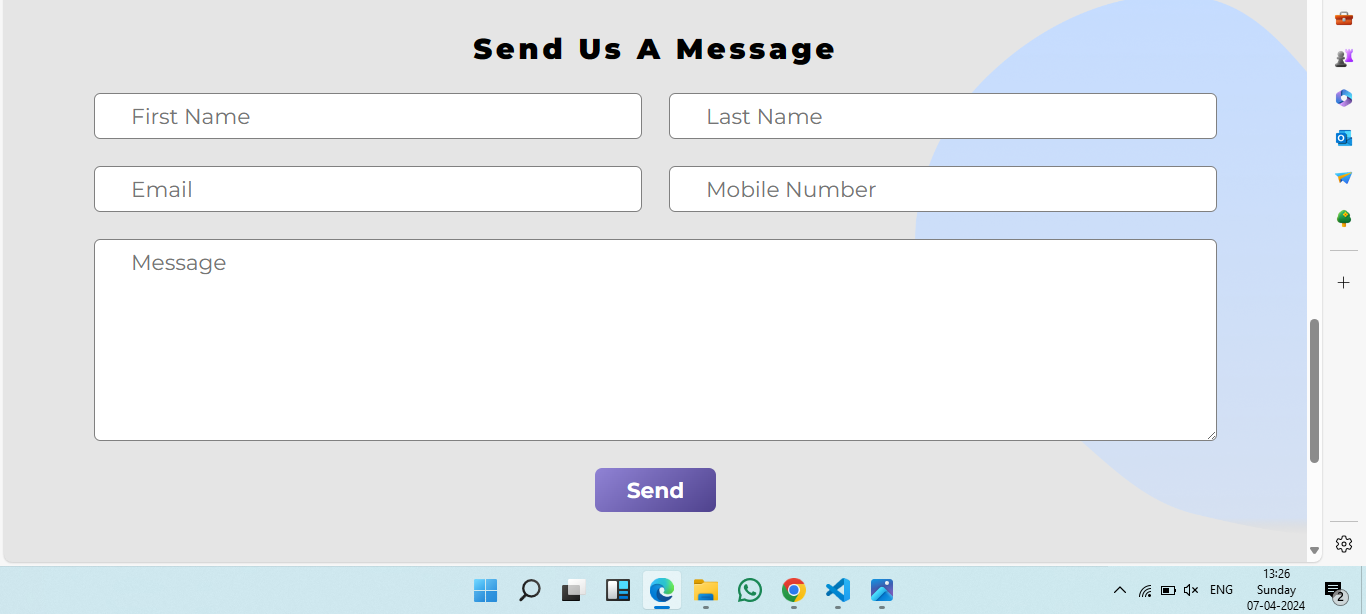 Send Us A Message
First Name
Last Name
Email
Mobile Number
Message
Send
ENG
13:26
Sunday
07-04-2024
2